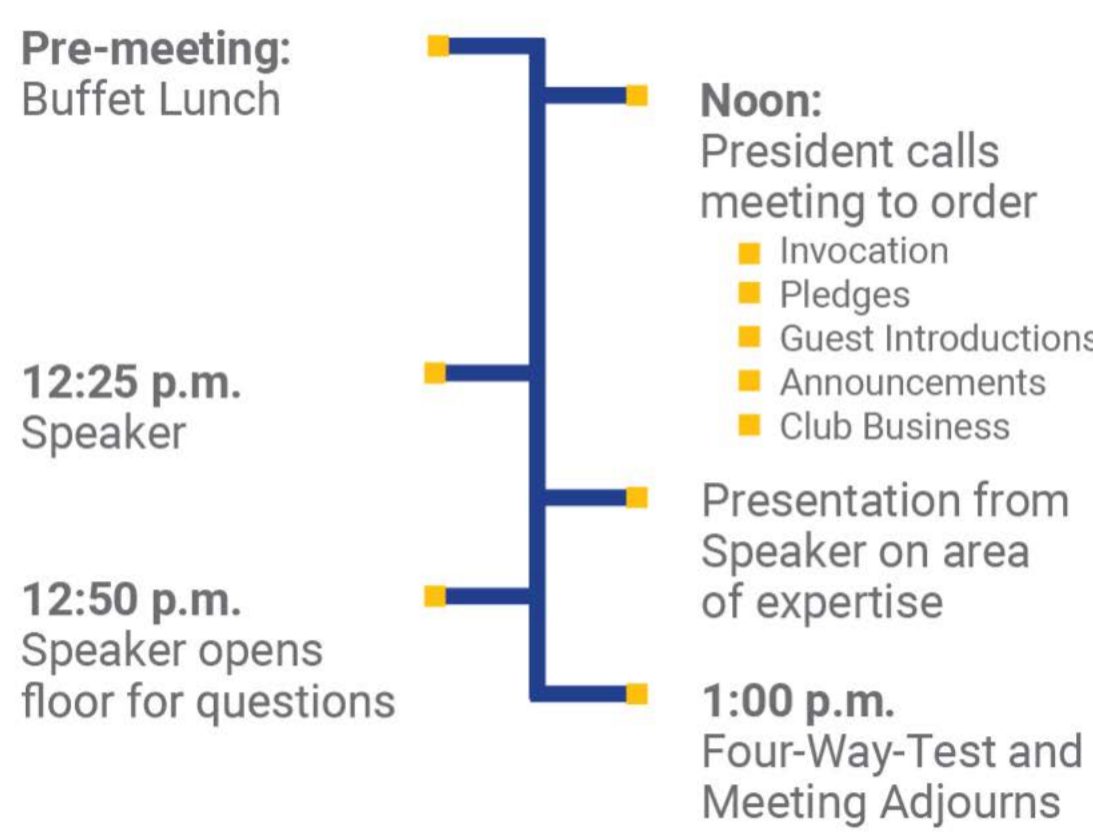 Pre-meeting:
Buffet Lunch
Noon:
President calls
meeting to order
Invocation
Pledges
Guest Introductions
Announcements
Club Business
12:25 p.m.
Speaker
Presentation from
Speaker on area
of expertise
12:50 p.m.
Speaker opens
floor for questions
1:00 p.m.
Four-Way-Test and
Meeting Adjourns